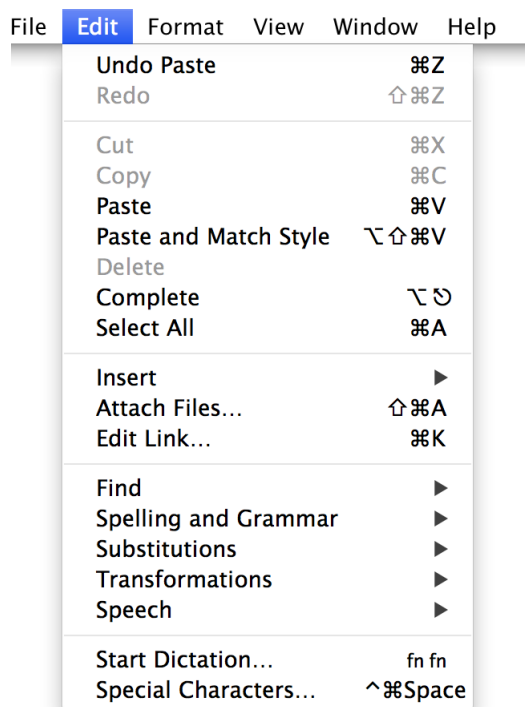 File Edit Format View Window Help
Undo Paste ⌘Z
Redo ⇧⌘Z
Cut ⌘X
Copy ⌘C
Paste ⌘V
Paste and Match Style ⌥⇧⌘V
Delete
Complete ⌥⎋
Select All ⌘A
Insert ▶
Attach Files... ⇧⌘A
Edit Link... ⌘K
Find ▶
Spelling and Grammar ▶
Substitutions ▶
Transformations ▶
Speech ▶
Start Dictation... fn fn
Special Characters... ^⌘Space